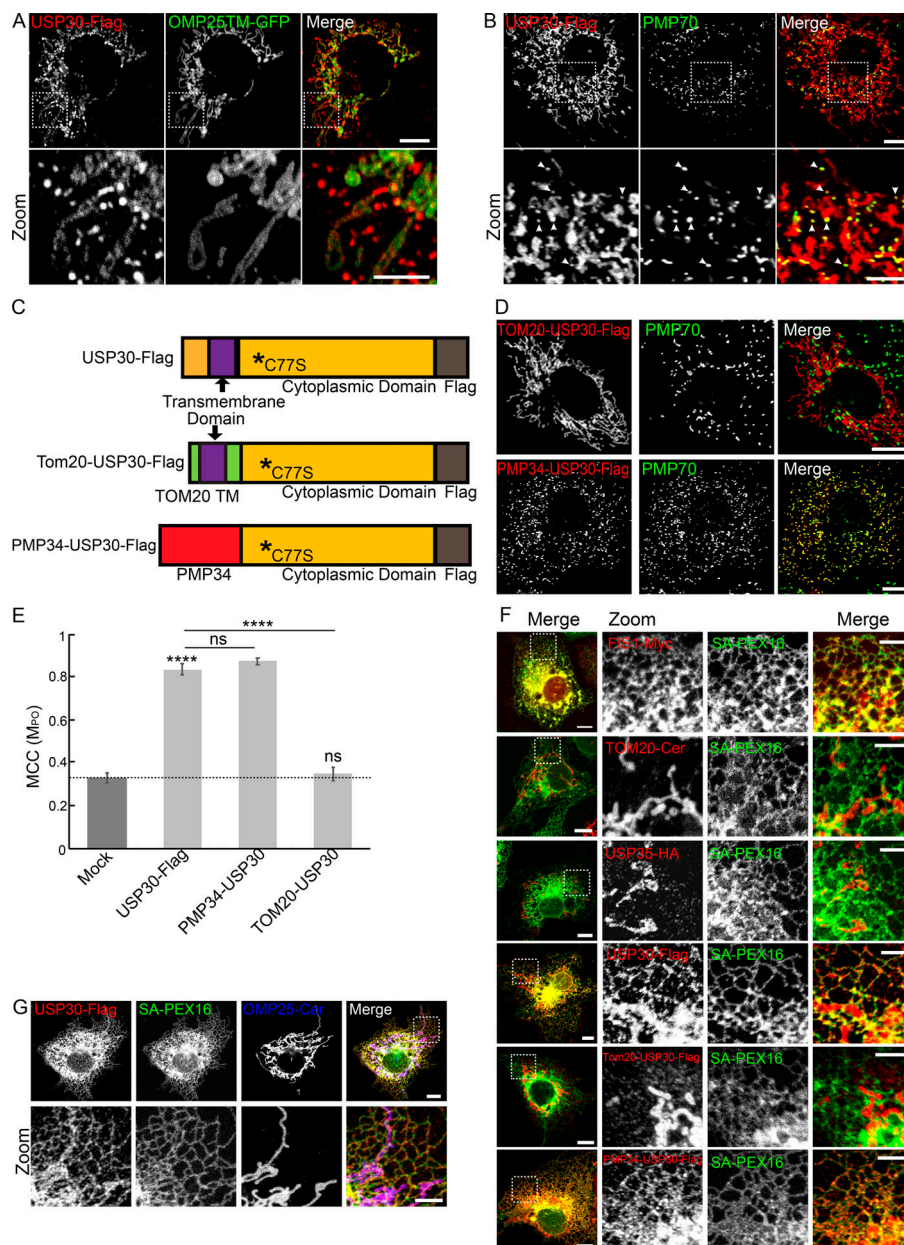 A
USP30-Flag
OMP25TM-GFP
Merge
Zoom
B
USP30-Flag
PMP70
Merge
Zoom
C
USP30-Flag
*C77S
Cytoplasmic Domain
Flag
Transmembrane
Domain
Tom20-USP30-Flag
*C77S
TOM20 TM
Cytoplasmic Domain
Flag
PMP34-USP30-Flag
*C77S
PMP34
Cytoplasmic Domain
Flag
D
TOM20-USP30-Flag
PMP70
Merge
PMP34-USP30-Flag
PMP70
Merge
E
MCC (MPO)
1
0.8
0.6
0.4
0.2
0
****
ns
****
ns
Mock
USP30-Flag
PMP34-USP30
TOM20-USP30
F
Merge
Zoom
Merge
FIS1-Myc
SA-PEX16
TOM20-Cer
SA-PEX16
USP35-HA
SA-PEX16
USP30-Flag
SA-PEX16
Tom20-USP30-Flag
SA-PEX16
PMP34-USP30-Flag
SA-PEX16
G
USP30-Flag
SA-PEX16
OMP25-Cer
Merge
Zoom